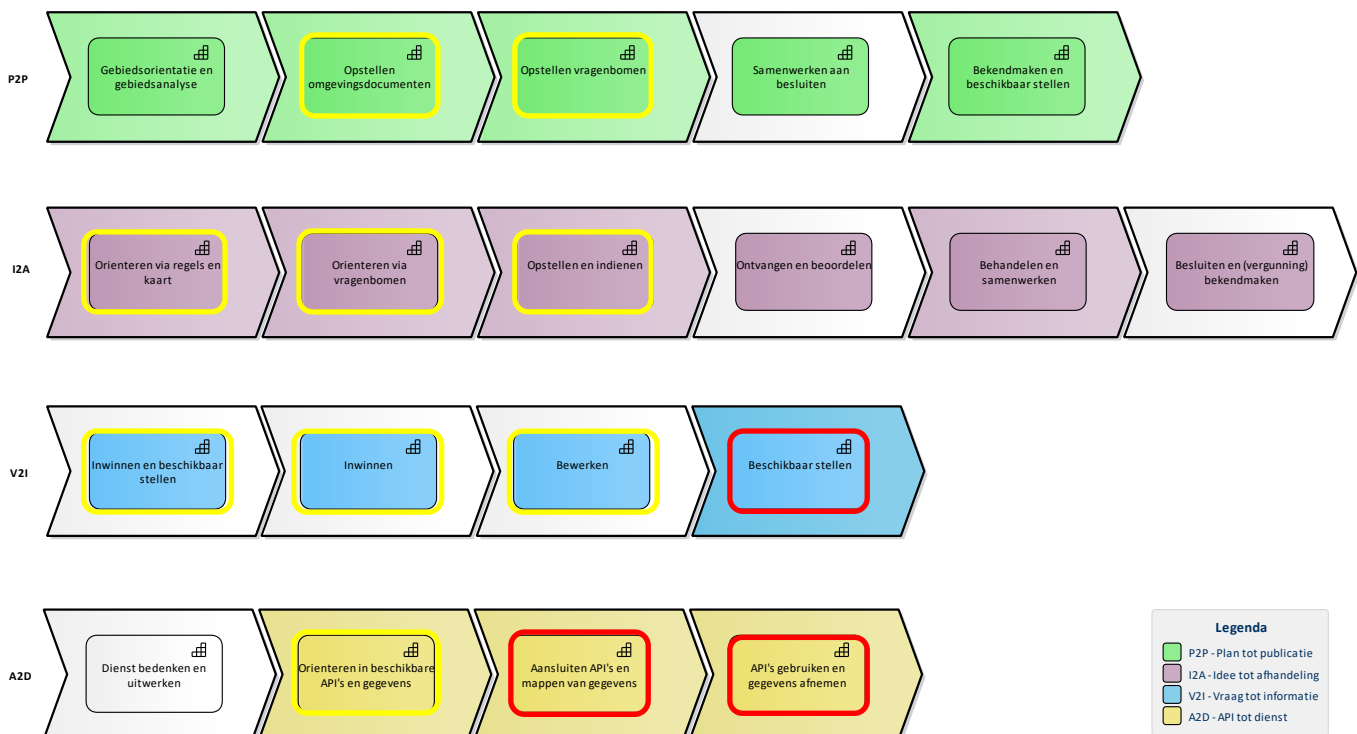 P2P
Gebiedsorientatie en
gebiedsanalyse
Opstellen
omgevingsdocumenten
Opstellen vragenbomen
Samenwerken aan
besluiten
Bekendmaken en
beschikbaar stellen
I2A
Orienteren via regels en
kaart
Orienteren via
vragenbomen
Opstellen en indienen
Ontvangen en beoordelen
Behandelen en
samenwerken
Besluiten en (vergunning)
bekendmaken
V2I
Inwinnen en beschikbaar
stellen
Inwinnen
Bewerken
Beschikbaar stellen
A2D
Dienst bedenken en
uitwerken
Orienteren in beschikbare
API's en gegevens
Aansluiten API's en
mappen van gegevens
API's gebruiken en
gegevens afnemen
Legenda
P2P - Plan tot publicatie
I2A - Idee tot afhandeling
V2I - Vraag tot informatie
A2D - API tot dienst